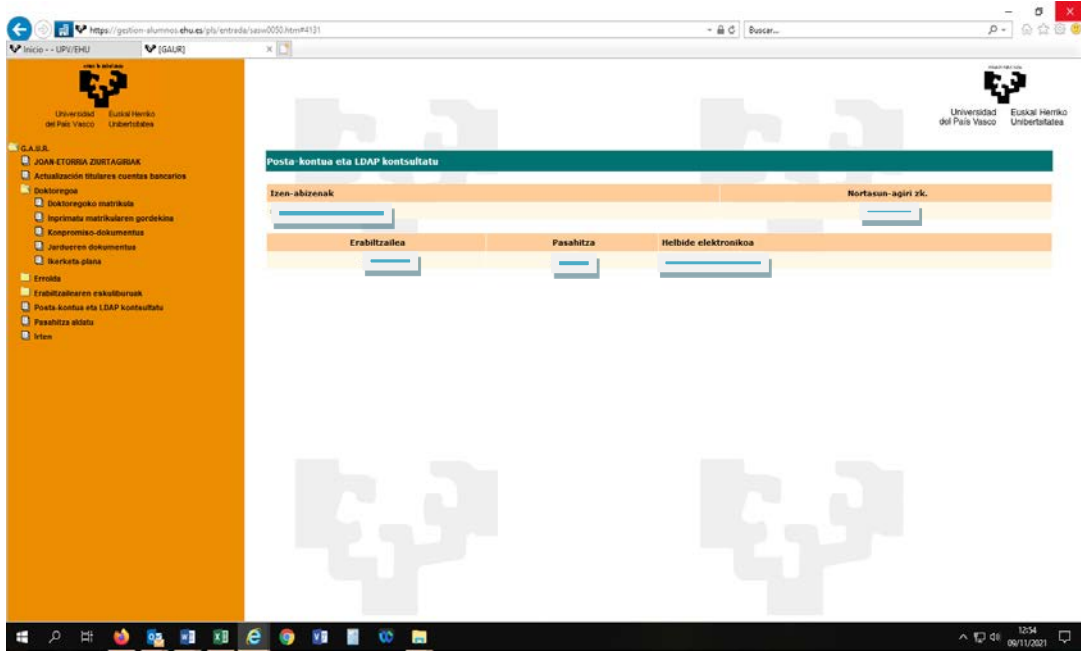 https://gestion-alumnos.ehu.es/pls/entrada/sasw0050.htm#4131
Buscar...
Inicio - - UPV/EHU
[GAUR]
Universidad del País Vasco
Euskal Herriko Unibertsitatea
Universidad del País Vasco
Euskal Herriko Unibertsitatea
G.A.U.R.
JOAN-ETORRIA ZIURTAGIRIAK
Actualización titulares cuentas bancarios
Doktoregoa
Doktoregoko matrikula
Inprimatu matrikularen gordekina
Konpromiso-dokumentua
Jardueren dokumentua
Ikerketa-plana
Errolda
Erabiltzailearen eskuliburuak
Posta-kontua eta LDAP kontsultatu
Pasahitza aldatu
Irten
Posta-kontua eta LDAP kontsultatu
Izen-abizenak
Nortasun-agiri zk.
Erabiltzailea
Pasahitza
Helbide elektronikoa
12:54
09/11/2021